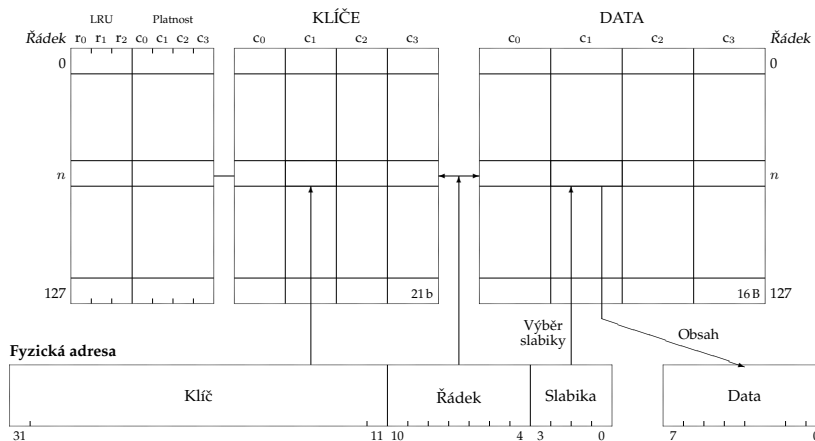 LRU Platnost KLÍČE DATA
Řádek r₀ r₁ r₂ c₀ c₁ c₂ c₃ c₀ c₁ c₂ c₃ c₀ c₁ c₂ c₃ Řádek
0 0
n n
127 21 b 16 B 127
Výběr
slabiky
Obsah
Fyzická adresa
Klíč Řádek Slabika Data
31 11 10 4 3 0 7 0